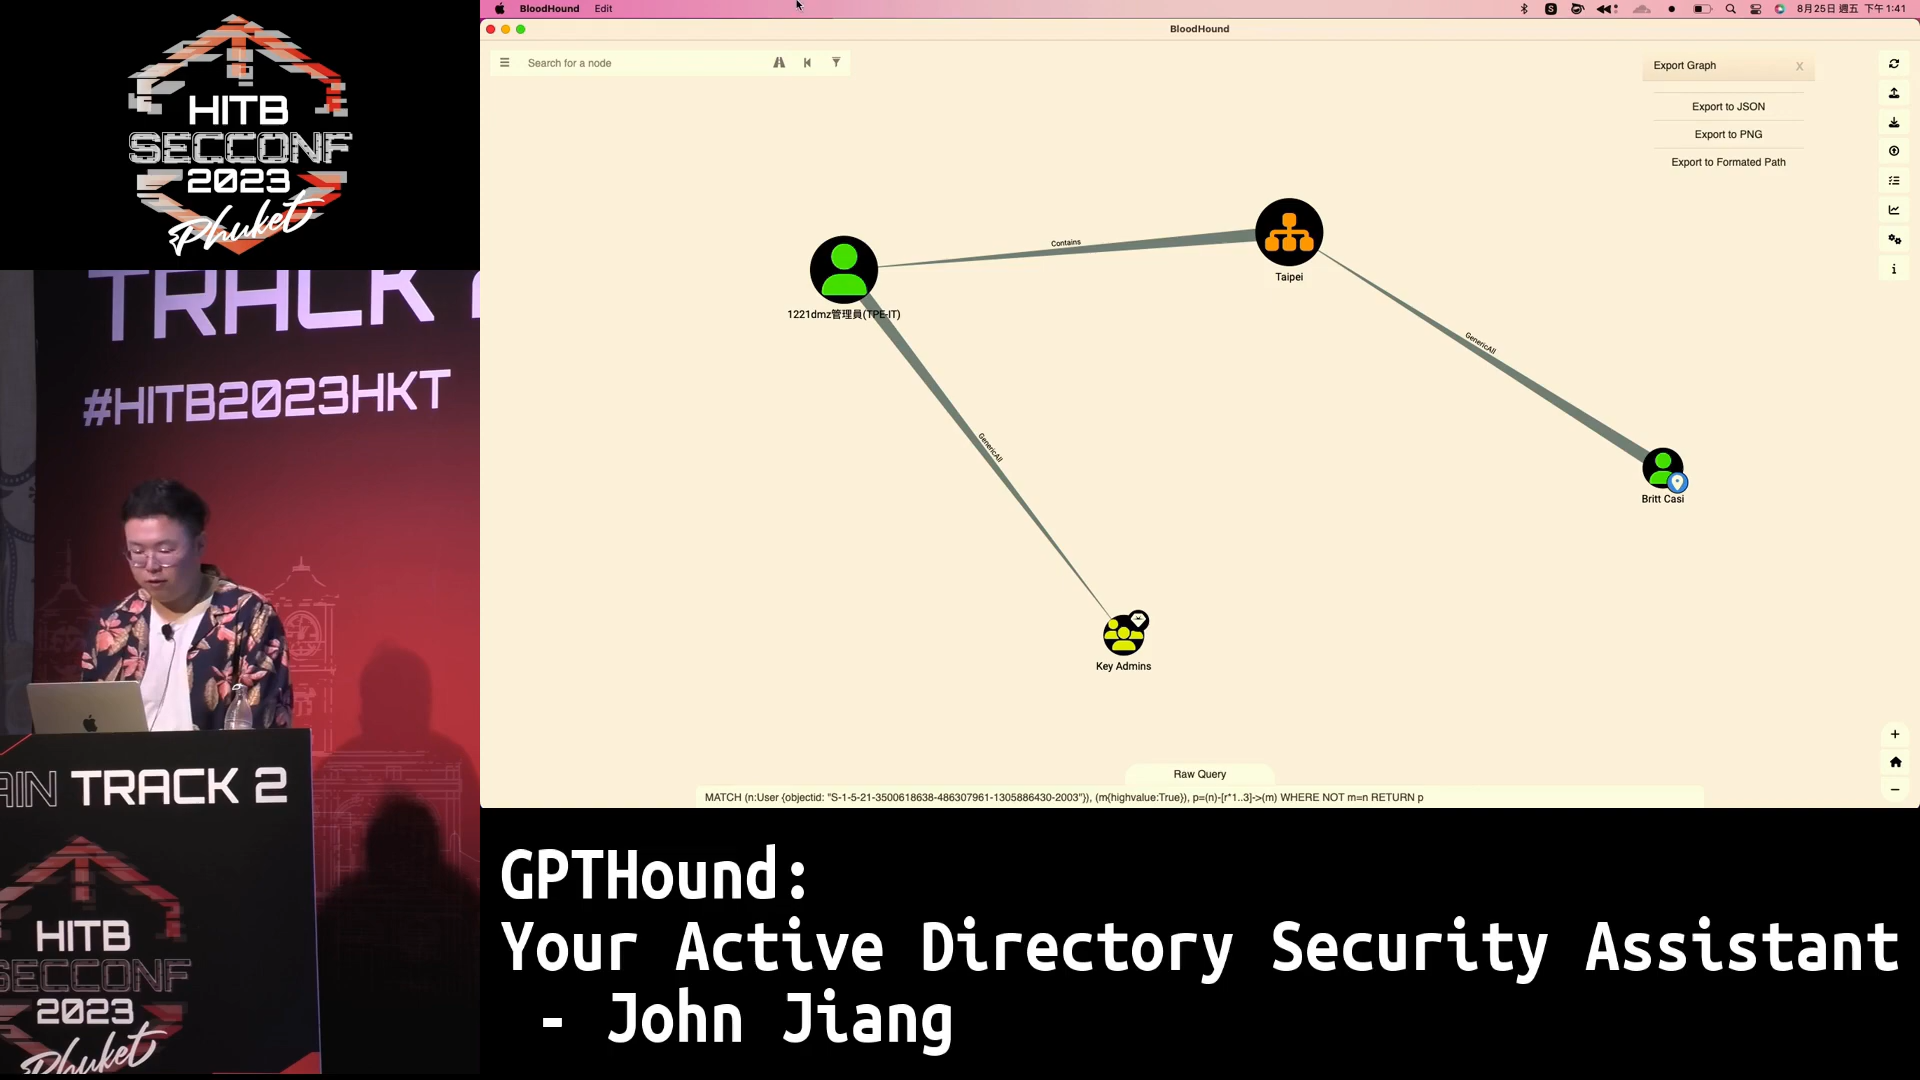 HITB
SECCONF
2023
Phuket
TRACK 2
#HITB2023HKT
AIN TRACK 2
HITB
SECCONF
2023
Phuket
BloodHound Edit
8月25日 週五 下午1:41
BloodHound
Search for a node
Export Graph X
Export to JSON
Export to PNG
Export to Formated Path
Contains
Taipei
1221dmz管理員(TPE-IT)
GenericAll
GenericAll
Britt Casi
Key Admins
Raw Query
MATCH (n:User {objectid: "S-1-5-21-3500618638-486307961-1305886430-2003"}), (m{highvalue:True}), p=(n)-[r*1..3]->(m) WHERE NOT m=n RETURN p
GPTHound:
Your Active Directory Security Assistant
- John Jiang